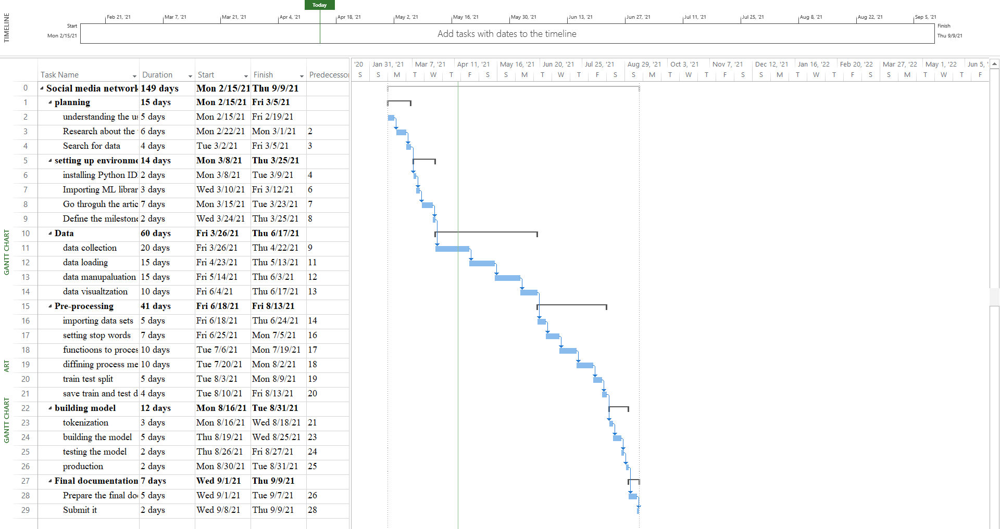 Today
TIMELINE
Feb 21, '21 Mar 7, '21 Mar 21, '21 Apr 4, '21 Apr 18, '21 May 2, '21 May 16, '21 May 30, '21 Jun 13, '21 Jun 27, '21 Jul 11, '21 Jul 25, '21 Aug 8, '21 Aug 22, '21 Sep 5, '21
Start
Mon 2/15/21
Add tasks with dates to the timeline
Finish
Thu 9/9/21
'20 Jan 31, '21 Mar 7, '21 Apr 11, '21 May 16, '21 Jun 20, '21 Jul 25, '21 Aug 29, '21 Oct 3, '21 Nov 7, '21 Dec 12, '21 Jan 16, '22 Feb 20, '22 Mar 27, '22 May 1, '22 Jun 5, '
Task Name Duration Start Finish Predecesso
S S M T W T F S S M T W T F S S M T W T F S S M T W T F S S M T W T F
0 Social media network 149 days Mon 2/15/21 Thu 9/9/21
1 planning 15 days Mon 2/15/21 Fri 3/5/21
2 understanding the us 5 days Mon 2/15/21 Fri 2/19/21
3 Research about the 6 days Mon 2/22/21 Mon 3/1/21 2
4 Search for data 4 days Tue 3/2/21 Fri 3/5/21 3
5 setting up environme 14 days Mon 3/8/21 Thu 3/25/21
6 installing Python ID 2 days Mon 3/8/21 Tue 3/9/21 4
7 Importing ML librar 3 days Wed 3/10/21 Fri 3/12/21 6
8 Go throguh the artic 7 days Mon 3/15/21 Tue 3/23/21 7
9 Define the milestone 2 days Wed 3/24/21 Thu 3/25/21 8
10 Data 60 days Fri 3/26/21 Thu 6/17/21
11 data collection 20 days Fri 3/26/21 Thu 4/22/21 9
12 data loading 15 days Fri 4/23/21 Thu 5/13/21 11
13 data manupaluation 15 days Fri 5/14/21 Thu 6/3/21 12
14 data visualtzation 10 days Fri 6/4/21 Thu 6/17/21 13
15 Pre-processing 41 days Fri 6/18/21 Fri 8/13/21
16 importing data sets 5 days Fri 6/18/21 Thu 6/24/21 14
17 setting stop words 7 days Fri 6/25/21 Mon 7/5/21 16
18 functioons to proces 10 days Tue 7/6/21 Mon 7/19/21 17
19 diffining process me 10 days Tue 7/20/21 Mon 8/2/21 18
20 train test split 5 days Tue 8/3/21 Mon 8/9/21 19
21 save train and test d 4 days Tue 8/10/21 Fri 8/13/21 20
22 building model 12 days Mon 8/16/21 Tue 8/31/21
23 tokenization 3 days Mon 8/16/21 Wed 8/18/21 21
24 building the model 5 days Thu 8/19/21 Wed 8/25/21 23
25 testing the model 2 days Thu 8/26/21 Fri 8/27/21 24
26 production 2 days Mon 8/30/21 Tue 8/31/21 25
27 Final documentation 7 days Wed 9/1/21 Thu 9/9/21
28 Prepare the final do 5 days Wed 9/1/21 Tue 9/7/21 26
29 Submit it 2 days Wed 9/8/21 Thu 9/9/21 28
GANTT CHART
ART
GANTT CHART